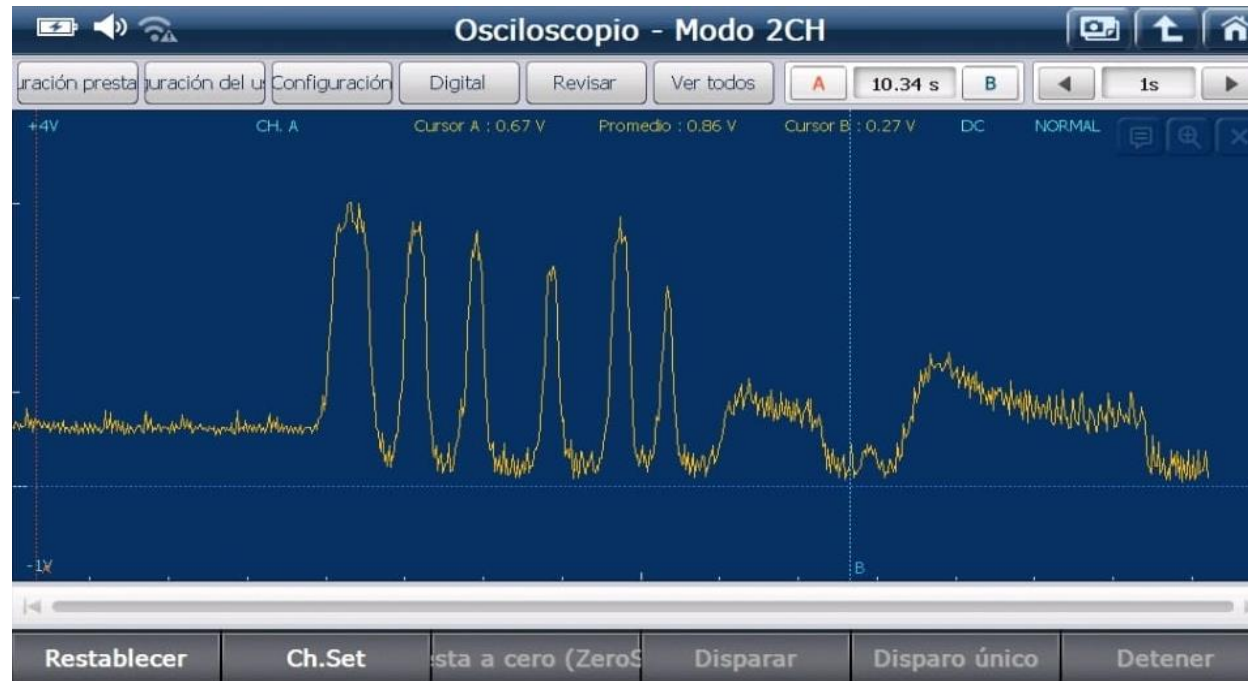 Osciloscopio - Modo 2CH
uración presta guración del u Configuración Digital Revisar Ver todos A 10.34 s B 1s
+4V CH. A Cursor A : 0.67 V Promedio : 0.86 V Cursor B : 0.27 V DC NORMAL
-1V A B
Restablecer Ch.Set sta a cero (ZeroS Disparar Disparo único Detener